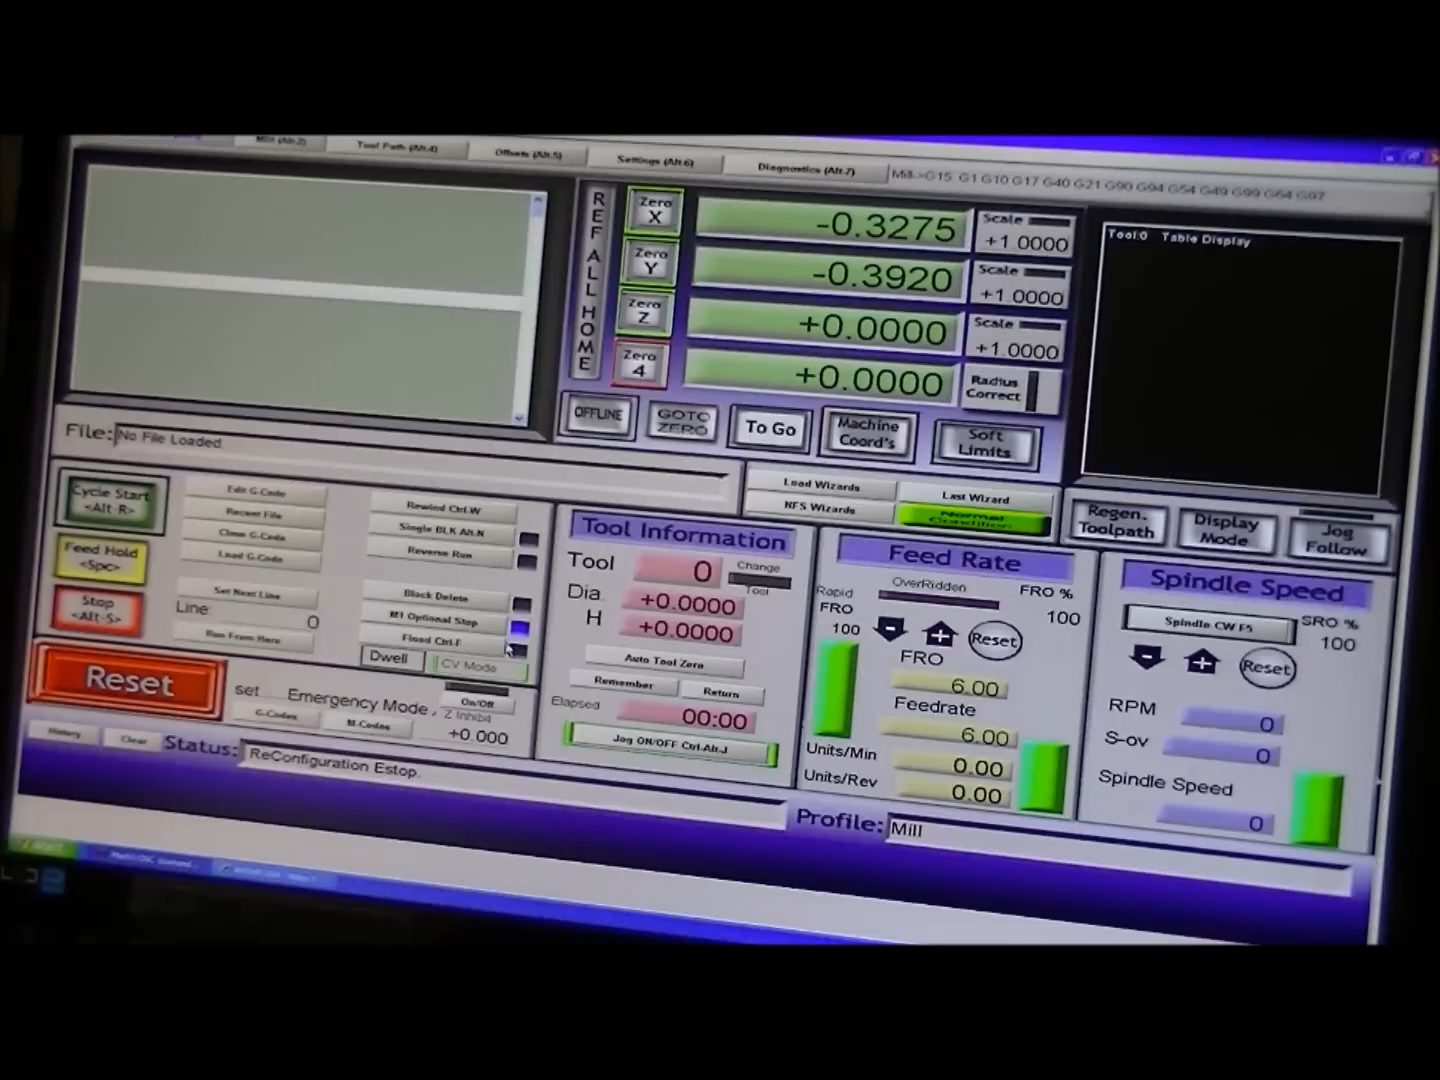 Tool Path (Alt-4)
Offsets (Alt-5)
Settings (Alt-6)
Diagnostics (Alt-7)
Mill->G15 G1 G10 G17 G40 G21 G90 G94 G54 G49 G99 G64 G97
REF ALL HOME
Zero X
-0.3275
Scale
+1.0000
Zero Y
-0.3920
Scale
+1.0000
Zero Z
+0.0000
Scale
+1.0000
Zero 4
+0.0000
Radius
Correct
Tool:0 Table Display
OFFLINE
GOTO
ZERO
To Go
Machine
Coord's
Soft
Limits
File:
No File Loaded.
Load Wizards
Last Wizard
NFS Wizards
Normal
Condition
Regen.
Toolpath
Display
Mode
Jog
Follow
Cycle Start
<Alt-R>
Feed Hold
<Spc>
Stop
<Alt-S>
Edit G-Code
Recent File
Close G-Code
Load G-Code
Set Next Line
Line:
0
Run From Here
Rewind Ctrl-W
Single BLK Alt-N
Reverse Run
Block Delete
M1 Optional Stop
Flood Ctrl-F
Dwell
CV Mode
Reset
set
Emergency Mode
G-Codes
M-Codes
On/Off
Z Inhibit
+0.000
History
Clear
Status:
ReConfiguration Estop.
Tool Information
Tool
0
Change
Tool
Dia.
+0.0000
H
+0.0000
Auto Tool Zero
Remember
Return
Elapsed
00:00
Jog ON/OFF Ctrl-Alt-J
Feed Rate
OverRidden
Rapid
FRO
100
FRO %
100
Reset
FRO
6.00
Feedrate
6.00
Units/Min
0.00
Units/Rev
0.00
Spindle Speed
Spindle CW F5
SRO %
100
Reset
RPM
0
S-ov
0
Spindle Speed
0
Profile:
Mill